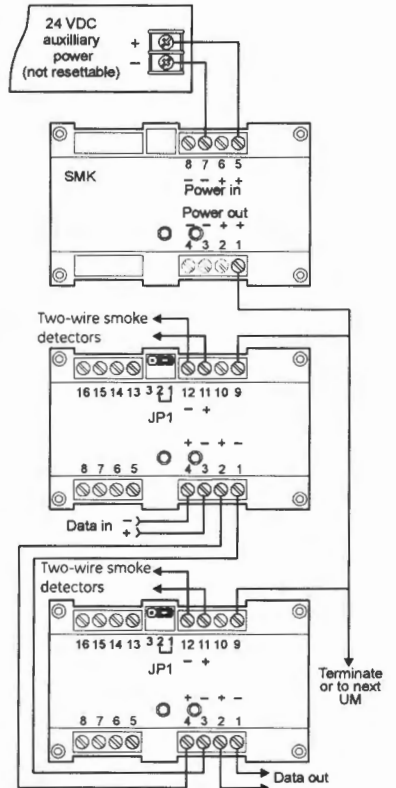 24 VDC
auxilliary
power
(not resettable)
+
−
8 7 6 5
− − + +
SMK
Power in
Power out
− − + +
4 3 2 1
Two-wire smoke
detectors
16 15 14 13 3 2 1 12 11 10 9
− +
JP1
+ − + −
8 7 6 5 4 3 2 1
Data in −
+
Two-wire smoke
detectors
16 15 14 13 3 2 1 12 11 10 9
− +
JP1
+ − + −
8 7 6 5 4 3 2 1
Terminate
or to next
UM
Data out